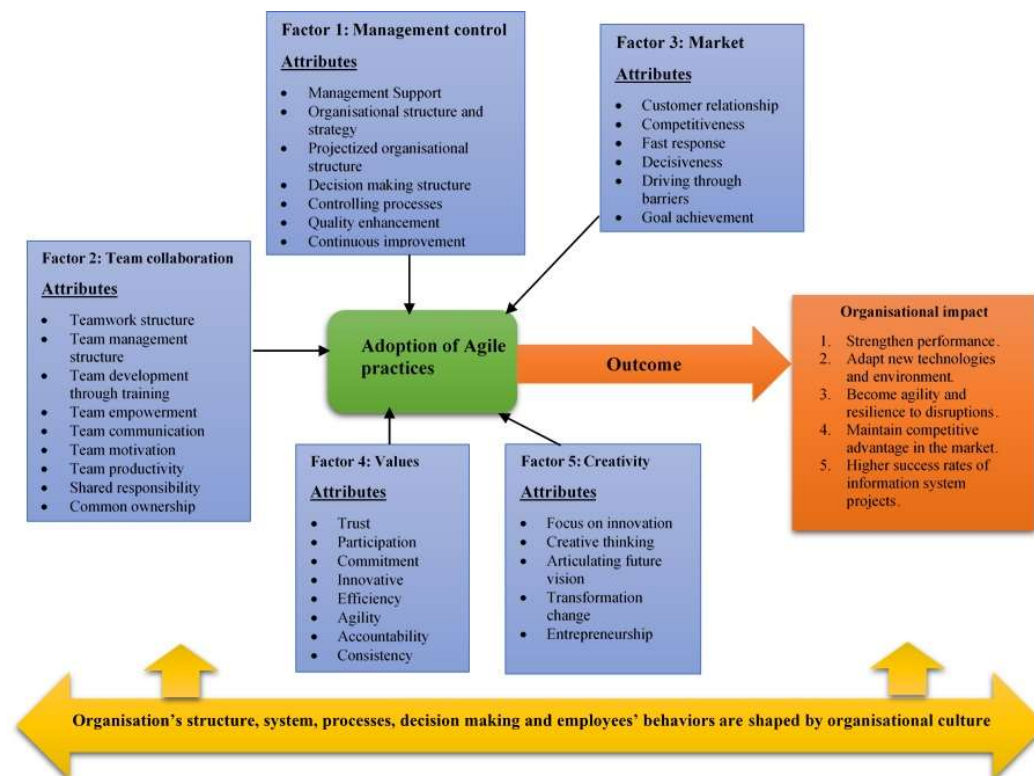 Factor 1: Management control
Attributes
• Management Support
• Organisational structure and
strategy
• Projectized organisational
structure
• Decision making structure
• Controlling processes
• Quality enhancement
• Continuous improvement
Factor 3: Market
Attributes
• Customer relationship
• Competitiveness
• Fast response
• Decisiveness
• Driving through
barriers
• Goal achievement
Factor 2: Team collaboration
Attributes
• Teamwork structure
• Team management
structure
• Team development
through training
• Team empowerment
• Team communication
• Team motivation
• Team productivity
• Shared responsibility
• Common ownership
Adoption of Agile
practices
Outcome
Organisational impact
1. Strengthen performance.
2. Adapt new technologies
and environment.
3. Become agility and
resilience to disruptions.
4. Maintain competitive
advantage in the market.
5. Higher success rates of
information system
projects.
Factor 4: Values
Attributes
• Trust
• Participation
• Commitment
• Innovative
• Efficiency
• Agility
• Accountability
• Consistency
Factor 5: Creativity
Attributes
• Focus on innovation
• Creative thinking
• Articulating future
vision
• Transformation
change
• Entrepreneurship
Organisation's structure, system, processes, decision making and employees' behaviors are shaped by organisational culture